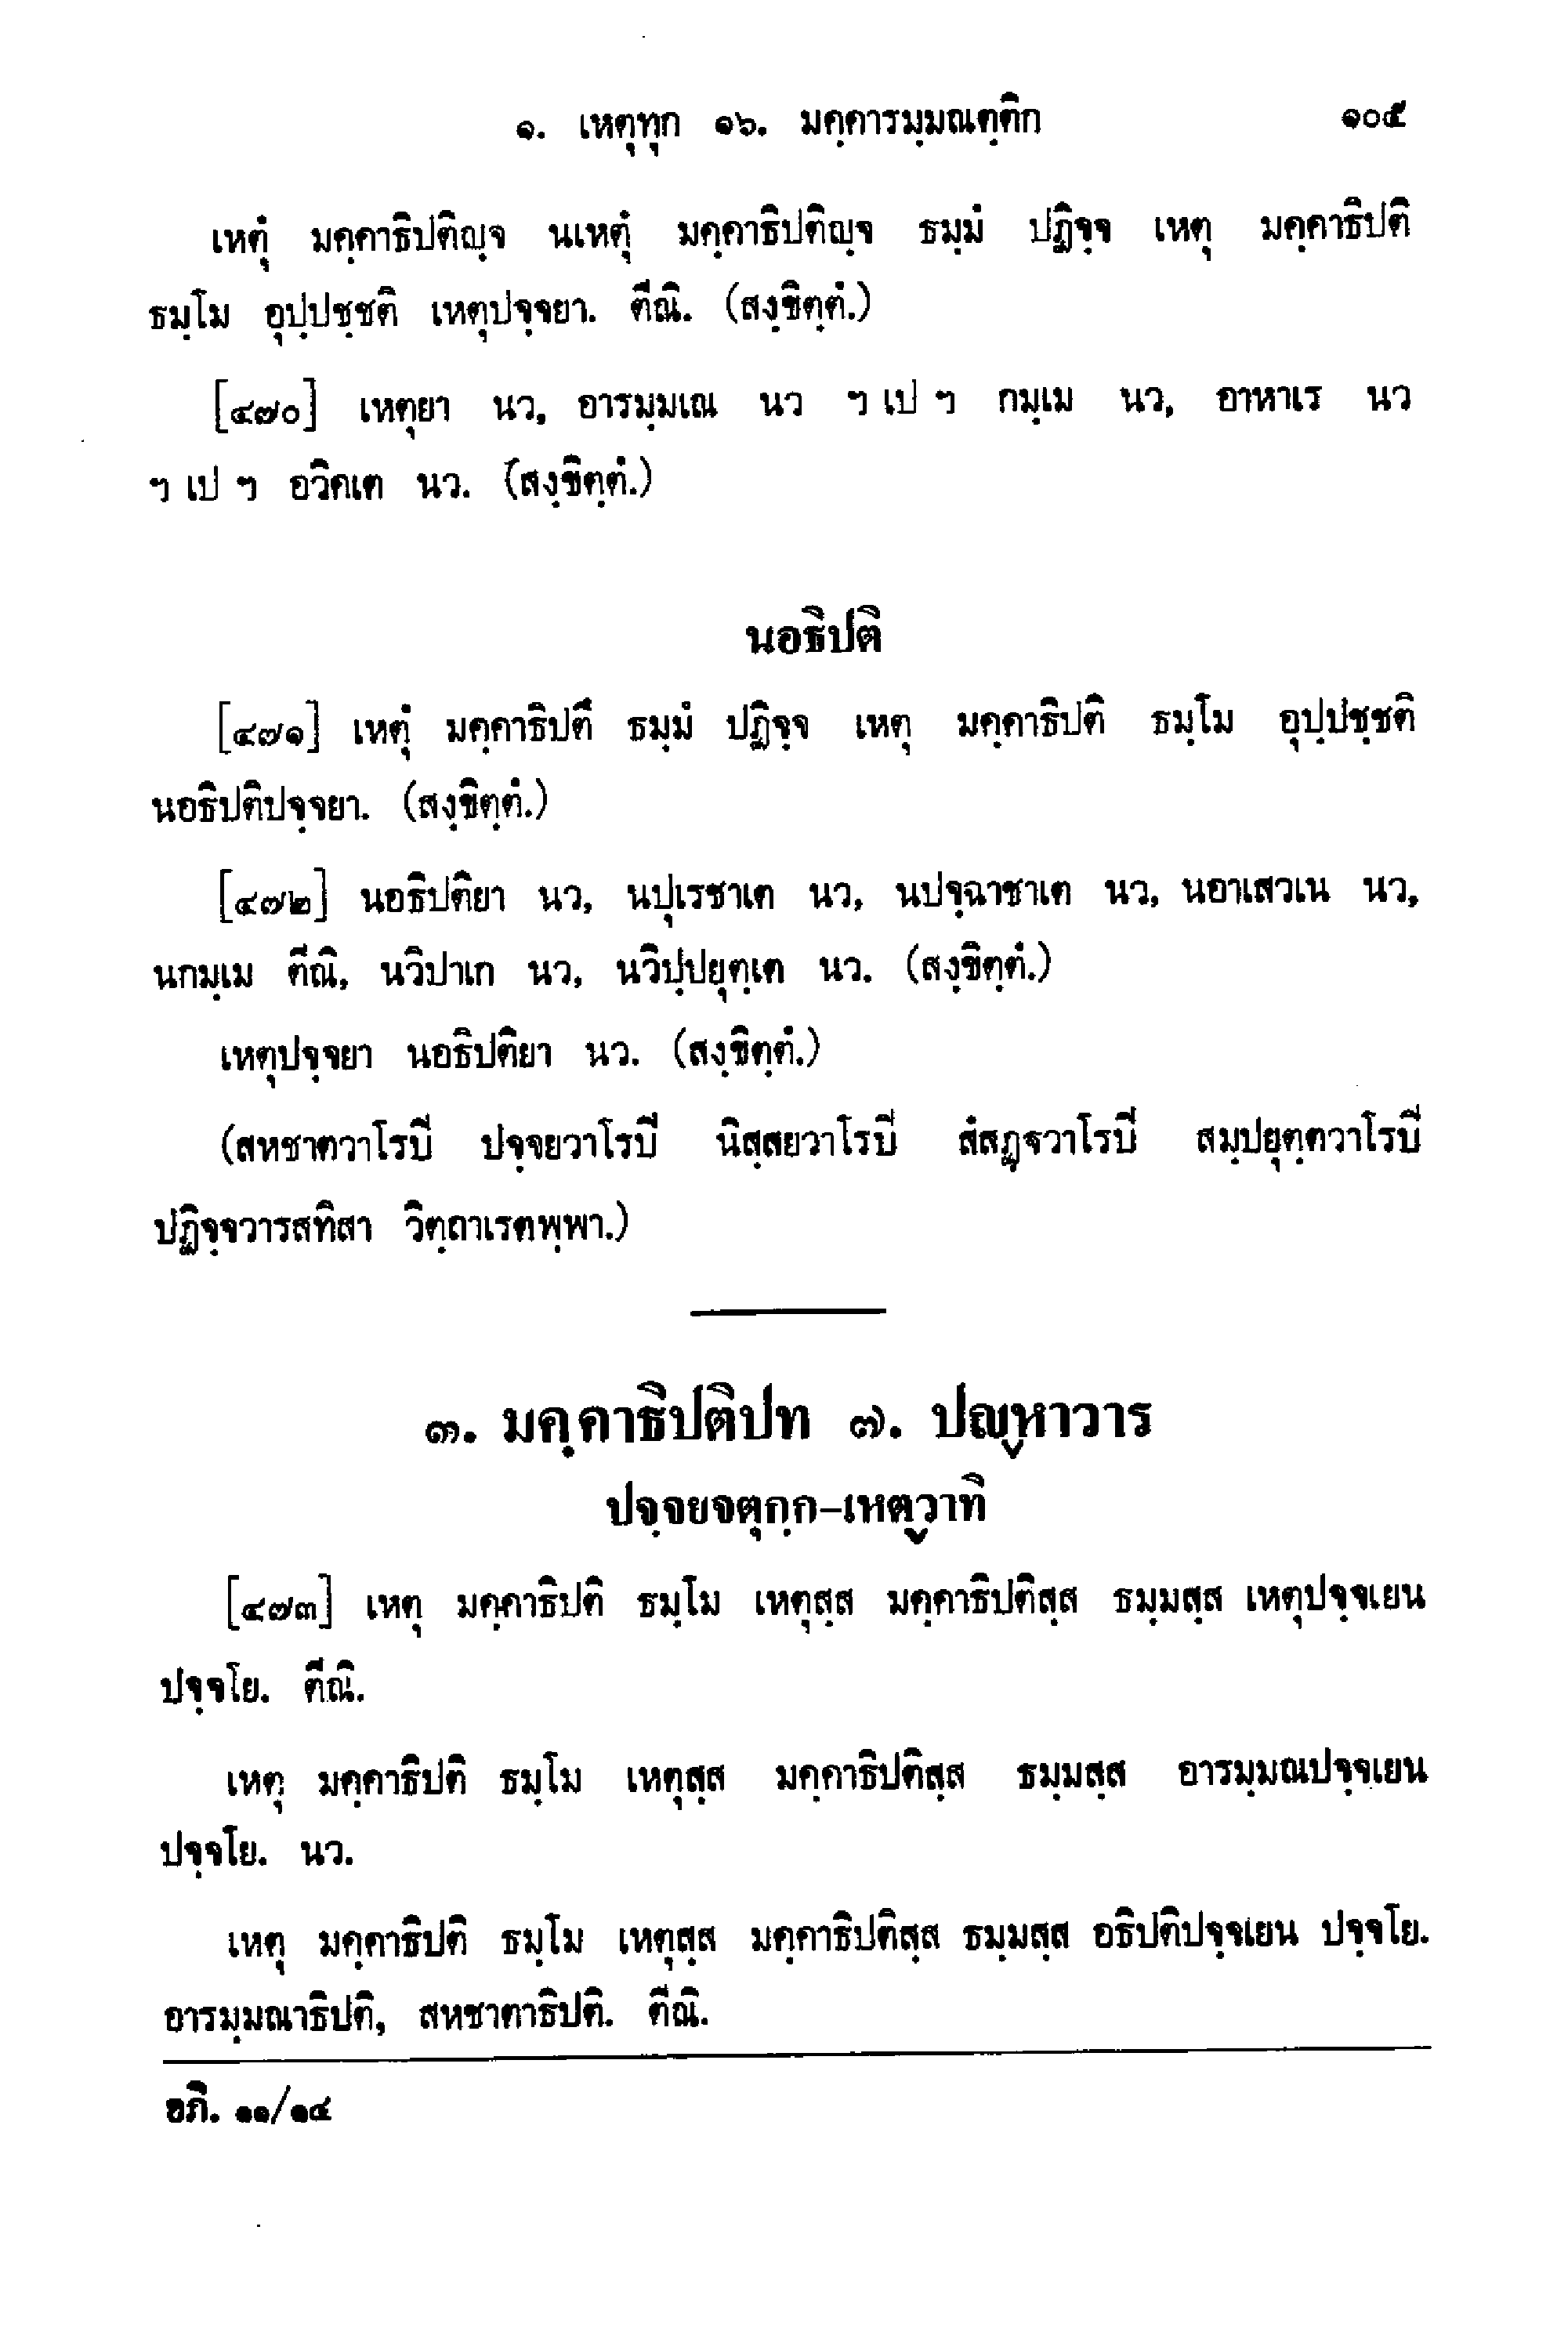 ๑. เหตุทุก ๑๖. มคฺคารมฺมณตฺติก ๑๐๕
เหตุํ มคฺคาธิปติญฺจ นเหตุํ มคฺคาธิปติญฺจ ธมฺมํ ปฏิจฺจ เหตุ มคฺคาธิปติ
ธมฺโม อุปฺปชฺชติ เหตุปจฺจยา. ตีณิ. (สงฺขิตฺตํ.)
[๔๗๐] เหตุยา นว, อารมฺมเณ นว ฯ เป ฯ กมฺเม นว, อาหาเร นว
ฯ เป ฯ อวิคเต นว. (สงฺขิตฺตํ.)
นอธิปติ
[๔๗๑] เหตุํ มคฺคาธิปตึ ธมฺมํ ปฏิจฺจ เหตุ มคฺคาธิปติ ธมฺโม อุปฺปชฺชติ
นอธิปติปจฺจยา. (สงฺขิตฺตํ.)
[๔๗๒] นอธิปติยา นว, นปุเรชาเต นว, นปจฺฉาชาเต นว, นอาเสวเน นว,
นกมฺเม ตีณิ, นวิปาเก นว, นวิปฺปยุตฺเต นว. (สงฺขิตฺตํ.)
เหตุปจฺจยา นอธิปติยา นว. (สงฺขิตฺตํ.)
(สหชาตวาโรปิ ปจฺจยวาโรปิ นิสฺสยวาโรปิ สํสฏฺฐวาโรปิ สมฺปยุตฺตวาโรปิ
ปฏิจฺจวารสทิสา วิตฺถาเรตพฺพา.)
๓. มคฺคาธิปติปท ๗. ปญฺหาวาร
ปจฺจยจตุกฺก–เหตฺวาทิ
[๔๗๓] เหตุ มคฺคาธิปติ ธมฺโม เหตุสฺส มคฺคาธิปติสฺส ธมฺมสฺส เหตุปจฺจเยน
ปจฺจโย. ตีณิ.
เหตุ มคฺคาธิปติ ธมฺโม เหตุสฺส มคฺคาธิปติสฺส ธมฺมสฺส อารมฺมณปจฺจเยน
ปจฺจโย. นว.
เหตุ มคฺคาธิปติ ธมฺโม เหตุสฺส มคฺคาธิปติสฺส ธมฺมสฺส อธิปติปจฺจเยน ปจฺจโย.
อารมฺมณาธิปติ, สหชาตาธิปติ. ตีณิ.
อภิ. ๑๑/๑๔